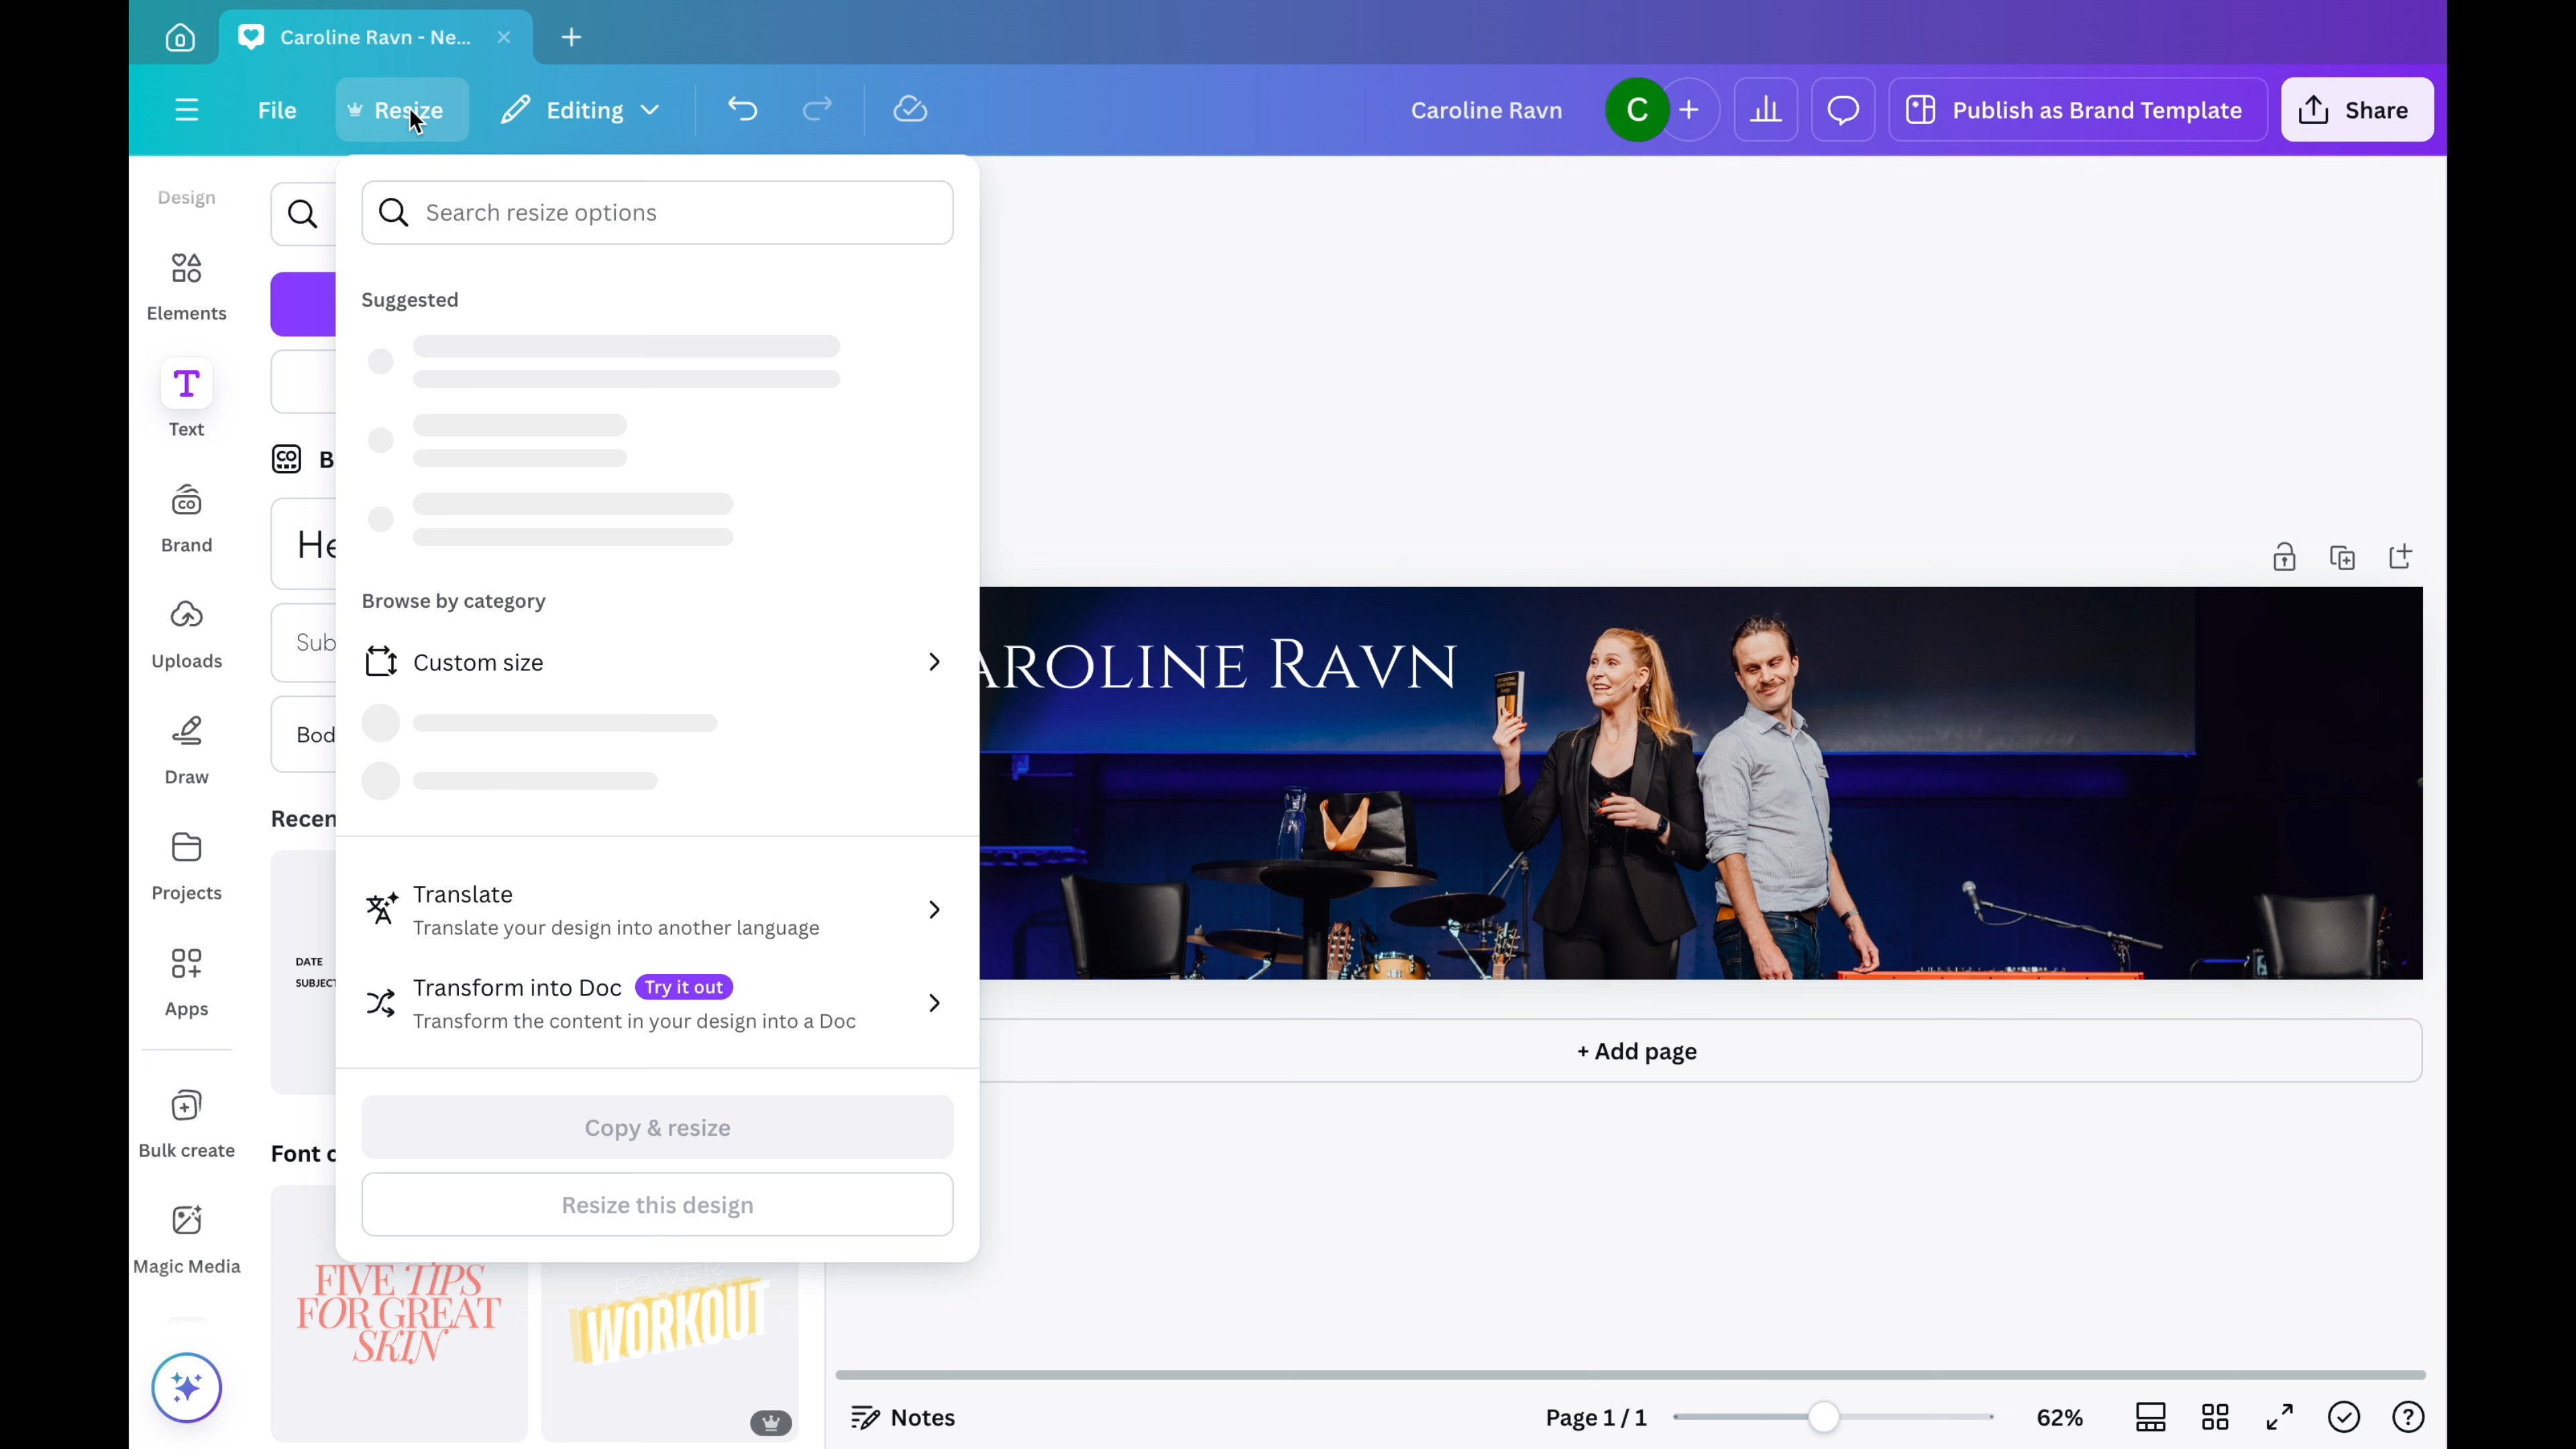 Caroline Ravn - Ne...
File
Resize
Editing
Caroline Ravn
C
Publish as Brand Template
Share
Design
Elements
Text
Brand
Uploads
Draw
Projects
Apps
Bulk create
Magic Media
Search resize options
Suggested
Browse by category
Custom size
Translate
Translate your design into another language
Transform into Doc
Try it out
Transform the content in your design into a Doc
Copy & resize
Resize this design
B
He
Sub
Bod
Recen
DATE
SUBJECT
Font c
FIVE TIPS
FOR GREAT
SKIN
POWER
WORKOUT
AROLINE RAVN
+ Add page
Notes
Page 1 / 1
62%